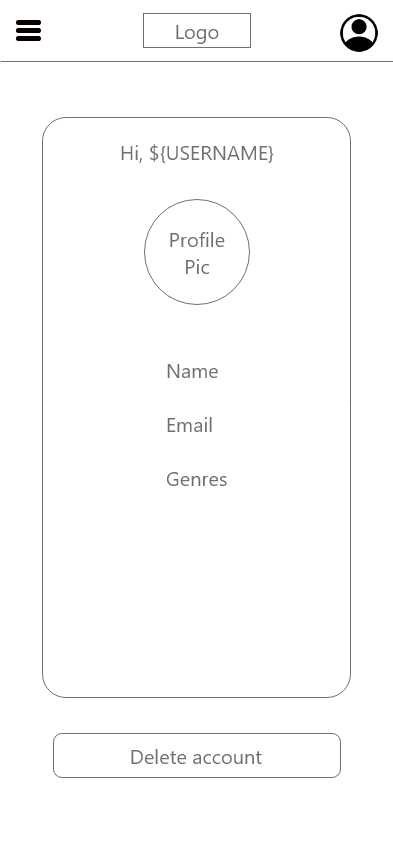 Logo
Hi, ${USERNAME}
Profile
Pic
Name
Email
Genres
Delete account